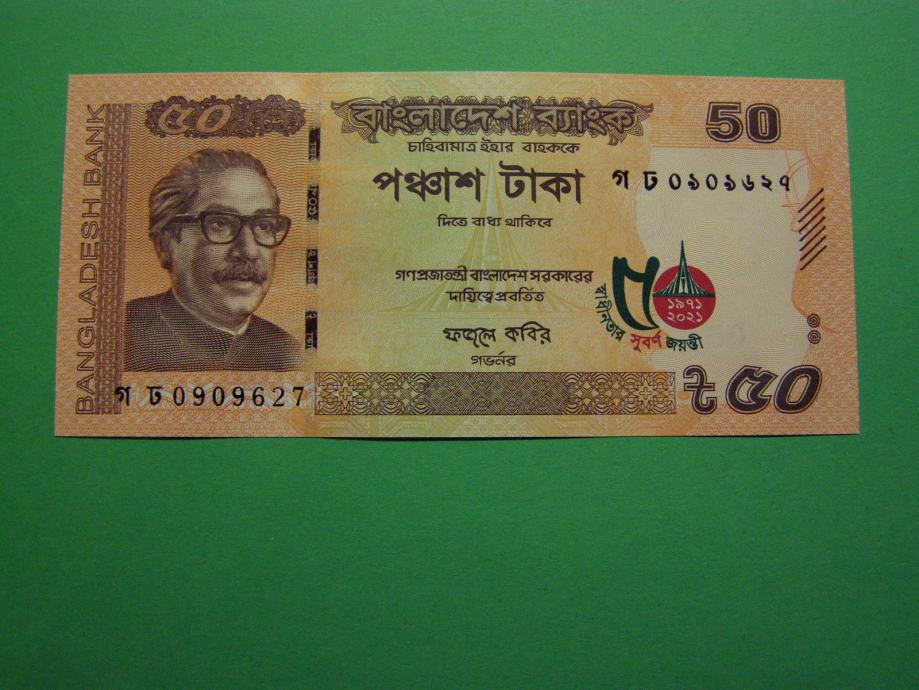 BANGLADESH BANK
৫০
বাংলাদেশ ব্যাংক
50
চাহিবামাত্র ইহার বাহককে
পঞ্চাশ টাকা
গ ঢ ০৯০৯৬২৭
দিতে বাধ্য থাকিবে
গণপ্রজাতন্ত্রী বাংলাদেশ সরকারের
দায়িত্বে প্রবর্তিত
৫০
১৯৭১
২০২১
স্বাধীনতার সুবর্ণ জয়ন্তী
ফজলে কবির
গভর্নর
গ ঢ 0909627
৳৫০